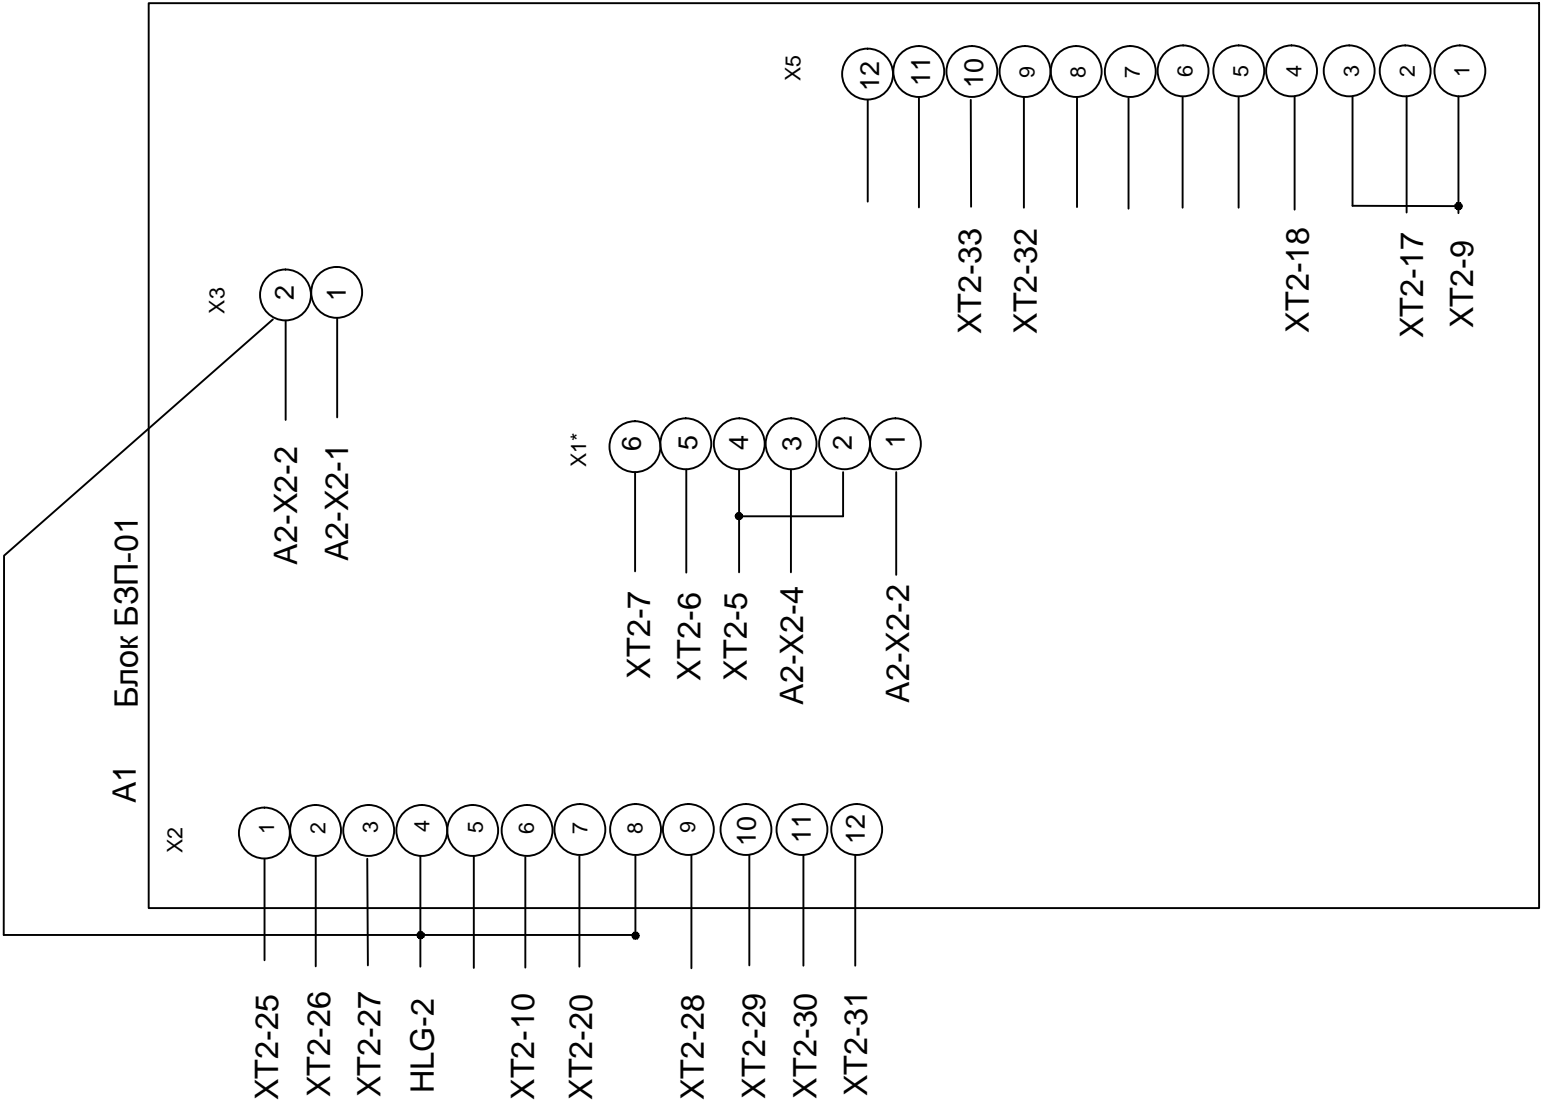 А1 Блок БЗП-01
X5
12
11
10
9
8
7
6
5
4
3
2
1
XT2-33
XT2-32
XT2-18
XT2-17
XT2-9
X3
2
1
A2-X2-2
A2-X2-1
X1*
6
5
4
3
2
1
XT2-7
XT2-6
XT2-5
A2-X2-4
A2-X2-2
X2
1
2
3
4
5
6
7
8
9
10
11
12
XT2-25
XT2-26
XT2-27
HLG-2
XT2-10
XT2-20
XT2-28
XT2-29
XT2-30
XT2-31